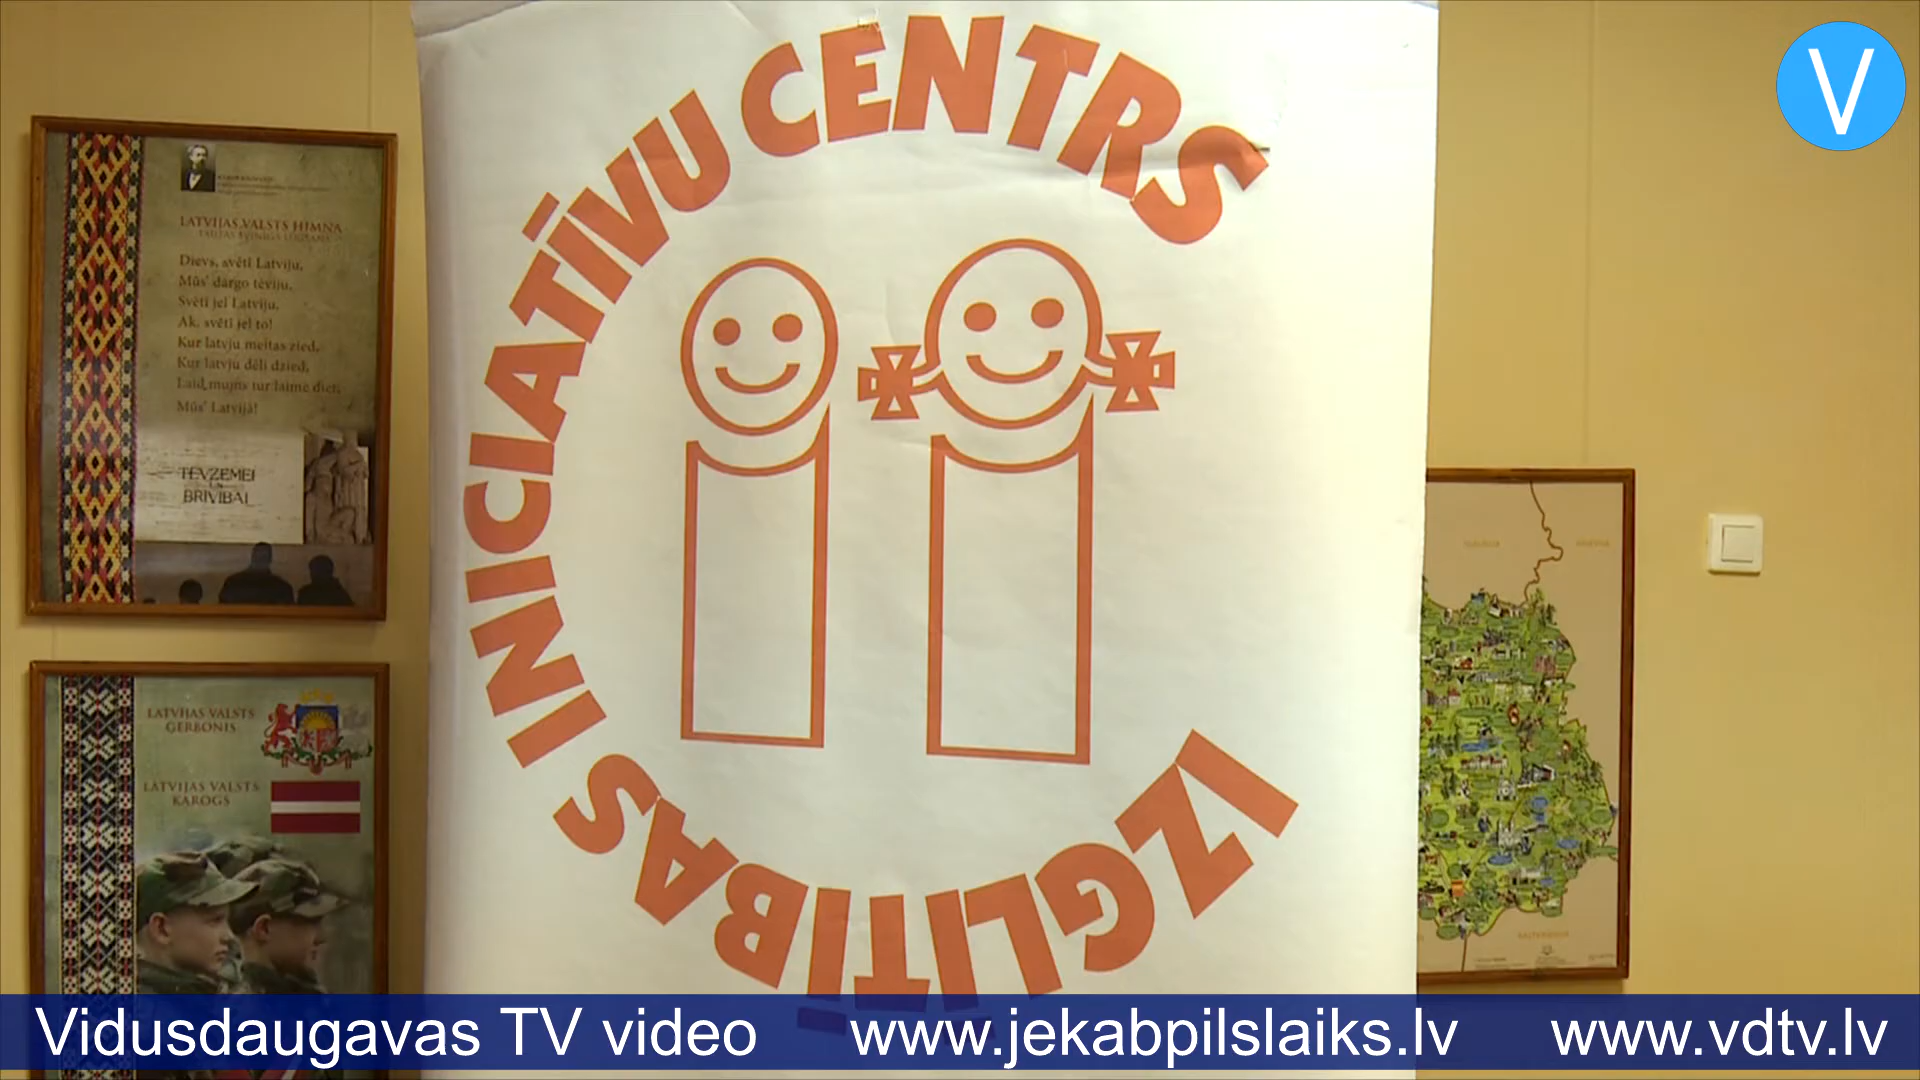 IZGLĪTĪBAS INICIATĪVU CENTRS
V
LATVIJAS VALSTS HIMNA
Dievs, svētī Latviju,
Mūs' dārgo tēviju,
Svētī jel Latviju,
Ak, svētī jel to!
Kur latvju meitas zied,
Kur latvju dēli dzied,
Laid mums tur laimē diet,
Mūs' Latvijā!
TĒVZEMEI
UN
BRĪVĪBAI
LATVIJAS VALSTS
ĢERBONIS
LATVIJAS VALSTS
KAROGS
Vidusdaugavas TV video www.jekabpilslaiks.lv www.vdtv.lv